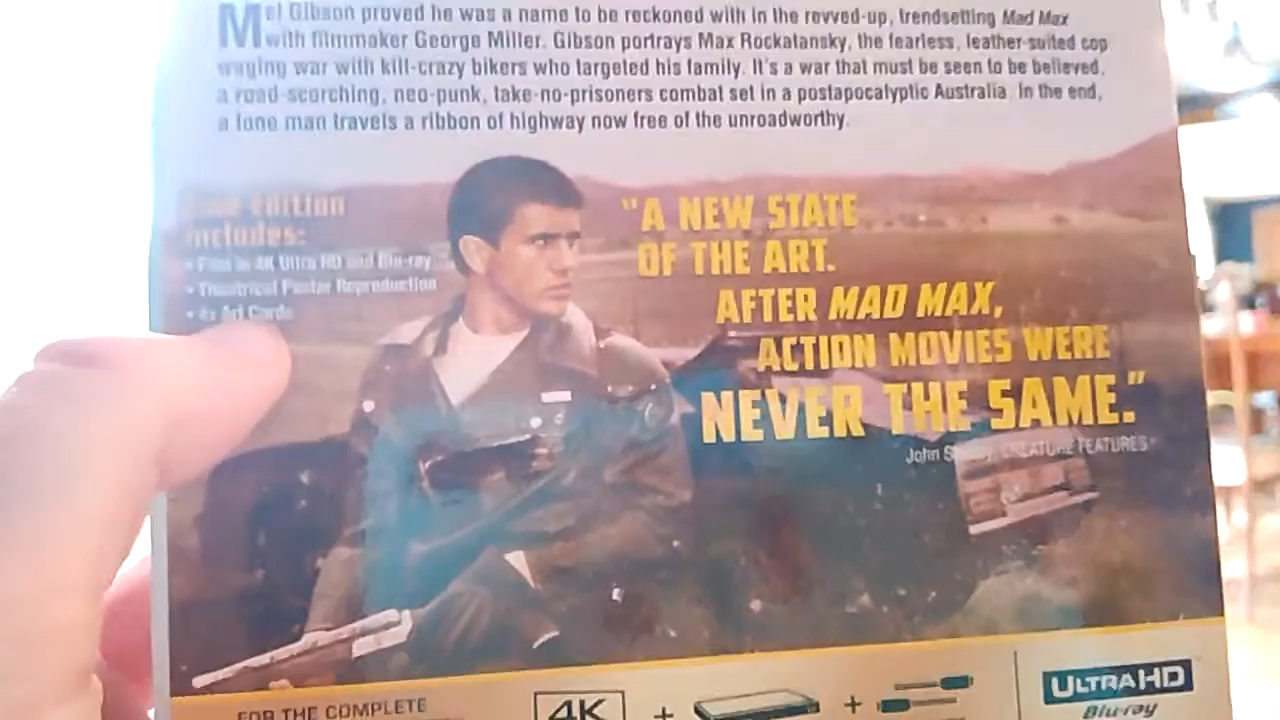 Mel Gibson proved he was a name to be reckoned with in the revved-up, trendsetting Mad Max
with filmmaker George Miller. Gibson portrays Max Rockatansky, the fearless, leather-suited cop
waging war with kill-crazy bikers who targeted his family. It's a war that must be seen to be believed,
a road-scorching, neo-punk, take-no-prisoners combat set in a postapocalyptic Australia. In the end,
a lone man travels a ribbon of highway now free of the unroadworthy.
Edition
includes:
• Film in 4K Ultra HD and Blu-ray
• Theatrical Poster Reproduction
• 4x Art Cards
"A NEW STATE
OF THE ART.
AFTER MAD MAX,
ACTION MOVIES WERE
NEVER THE SAME."
John CREATURE FEATURES
FOR THE COMPLETE
4K + +
ULTRA HD
Blu-ray